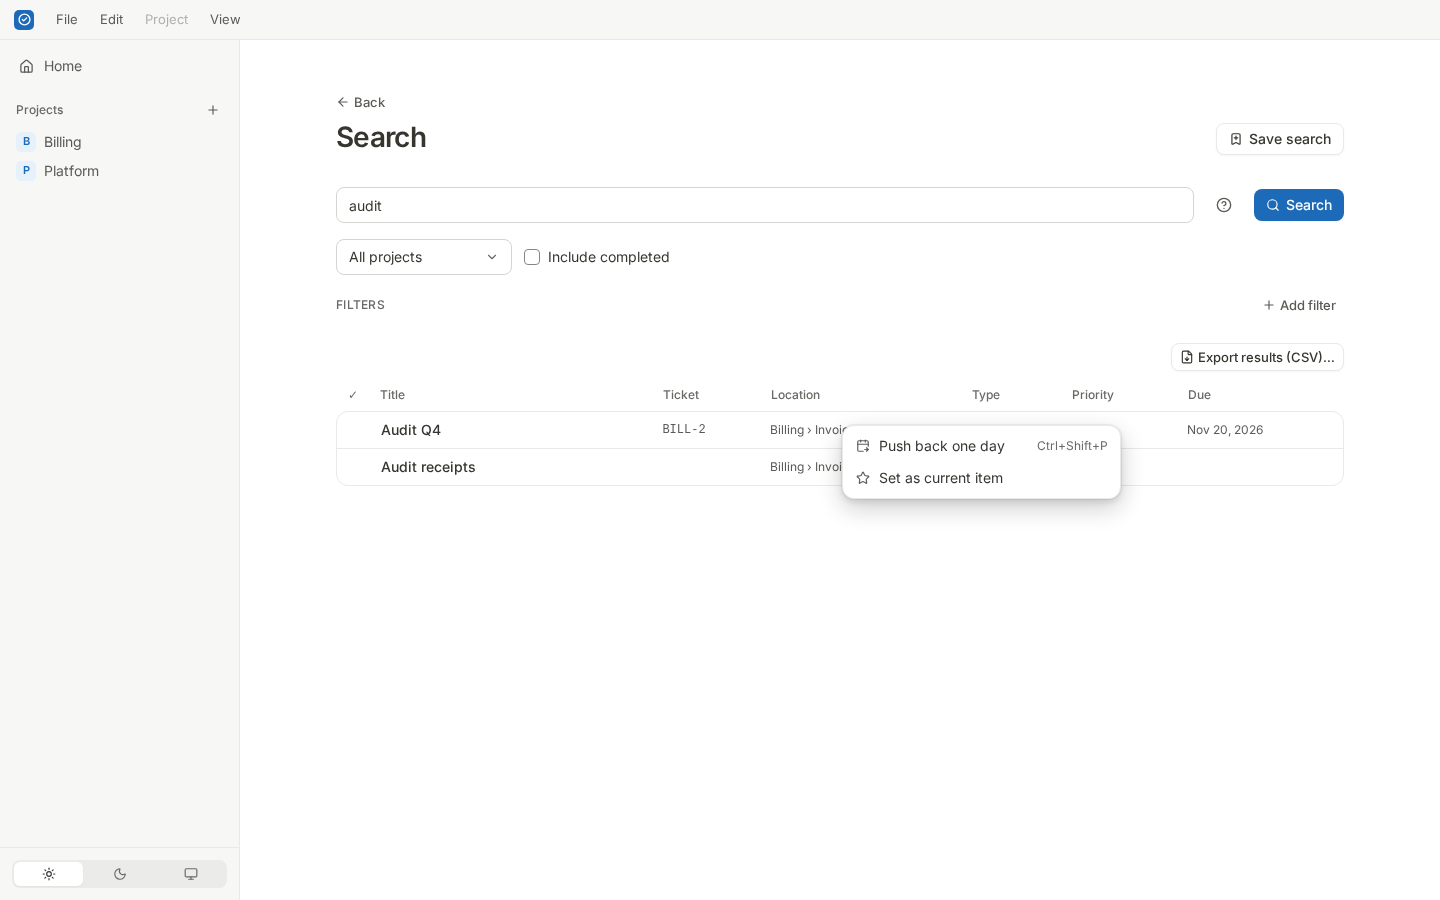 File Edit Project View
Home
Projects
B Billing
P Platform
Back
Search
Save search
audit
Search
All projects
Include completed
FILTERS
Add filter
Export results (CSV)...
✓ Title Ticket Location Type Priority Due
Audit Q4 BILL-2 Billing › Nov 20, 2026
Push back one day Ctrl+Shift+P
Audit receipts Billing ›
Set as current item